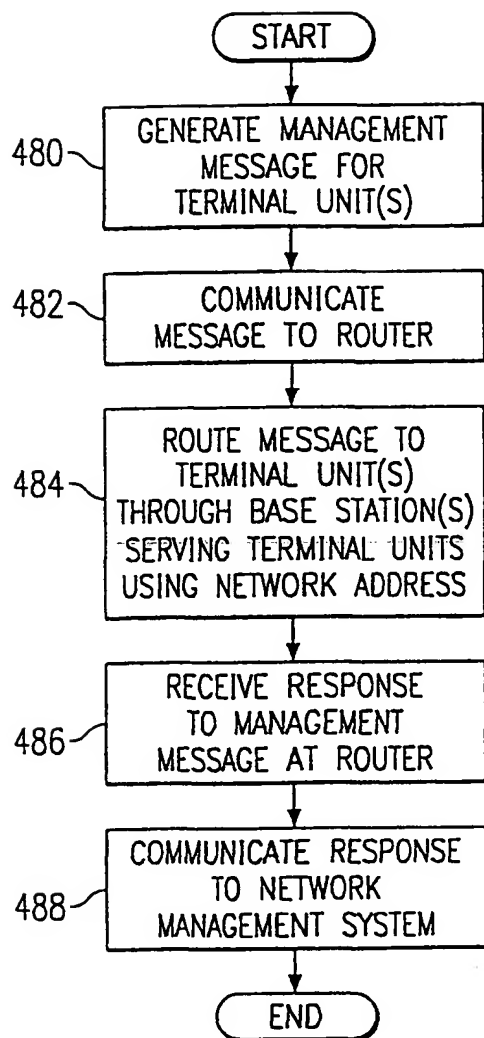 START
480
GENERATE MANAGEMENT
MESSAGE FOR
TERMINAL UNIT(S)
482
COMMUNICATE
MESSAGE TO ROUTER
484
ROUTE MESSAGE TO
TERMINAL UNIT(S)
THROUGH BASE STATION(S)
SERVING TERMINAL UNITS
USING NETWORK ADDRESS
486
RECEIVE RESPONSE
TO MANAGEMENT
MESSAGE AT ROUTER
488
COMMUNICATE RESPONSE
TO NETWORK
MANAGEMENT SYSTEM
END